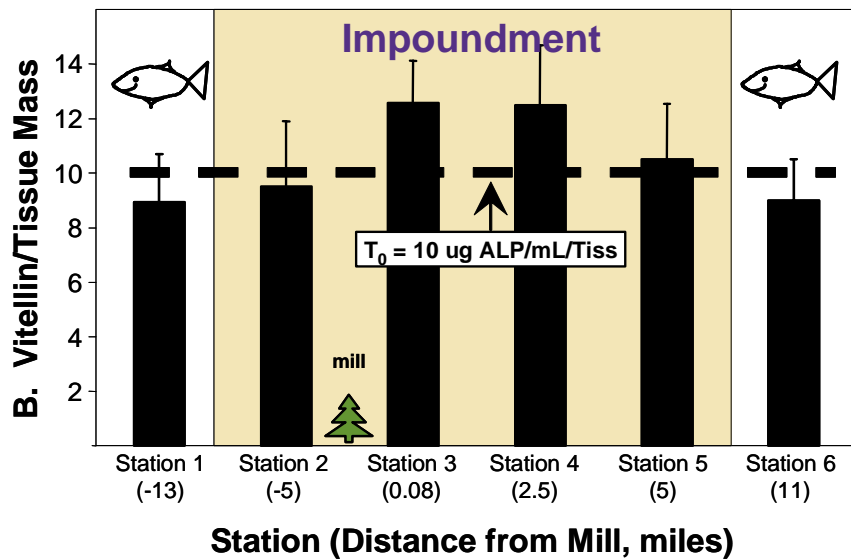 Impoundment
B. Vitellin/Tissue Mass
14
12
10
8
6
4
2
T0 = 10 ug ALP/mL/Tiss
mill
Station 1 Station 2 Station 3 Station 4 Station 5 Station 6
(-13) (-5) (0.08) (2.5) (5) (11)
Station (Distance from Mill, miles)